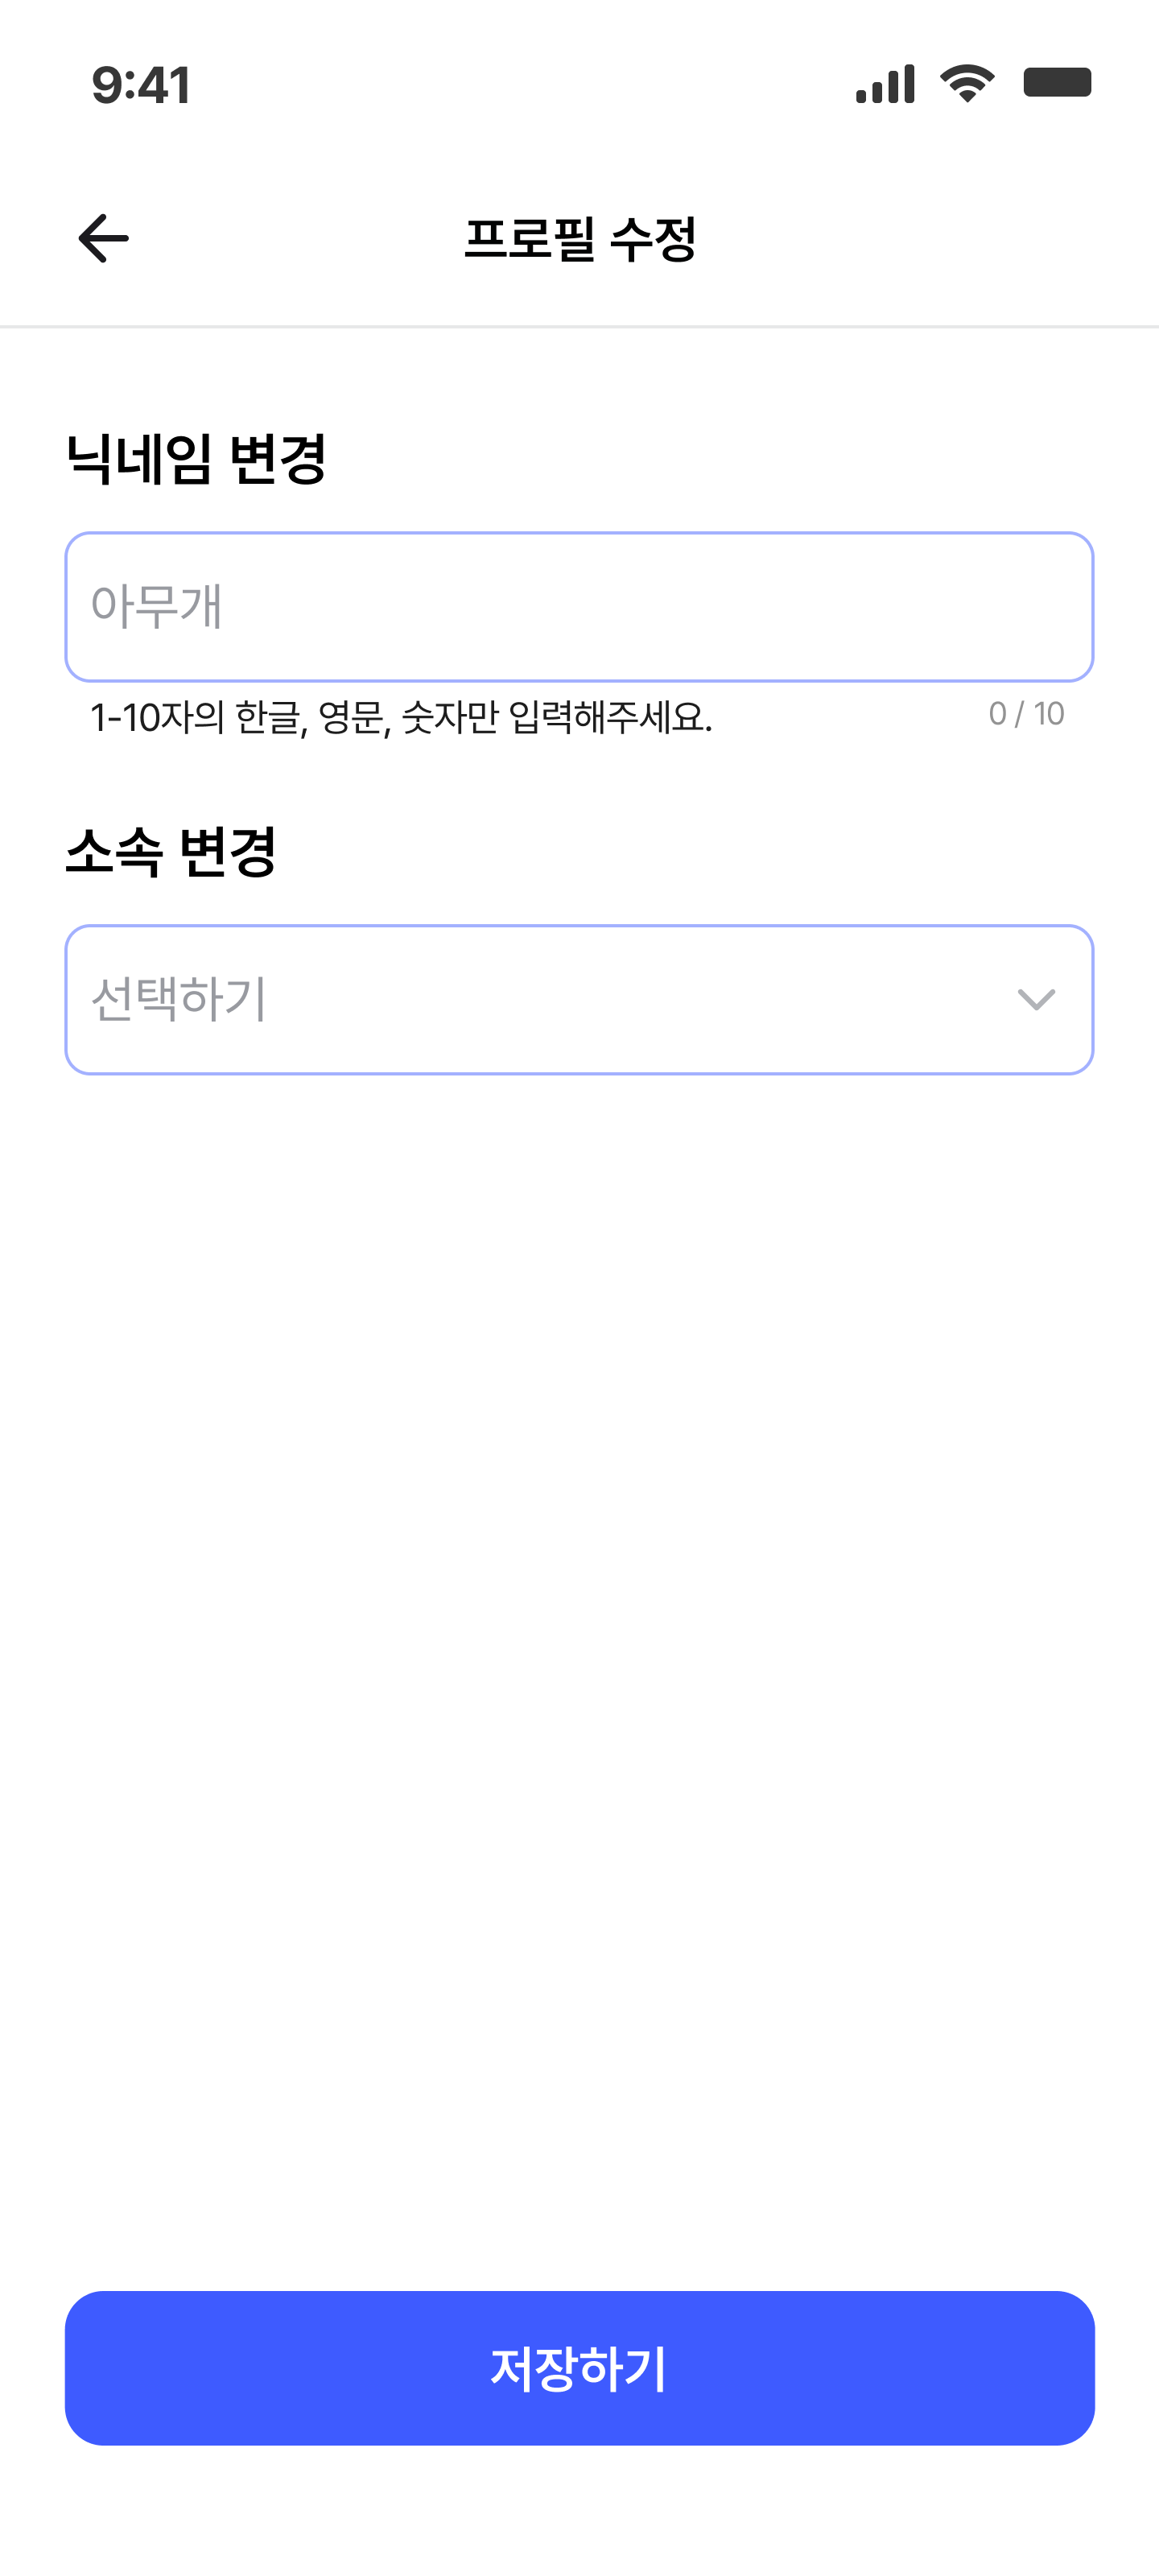 9:41
프로필 수정
닉네임 변경
아무개
1-10자의 한글, 영문, 숫자만 입력해주세요.
0 / 10
소속 변경
선택하기
저장하기